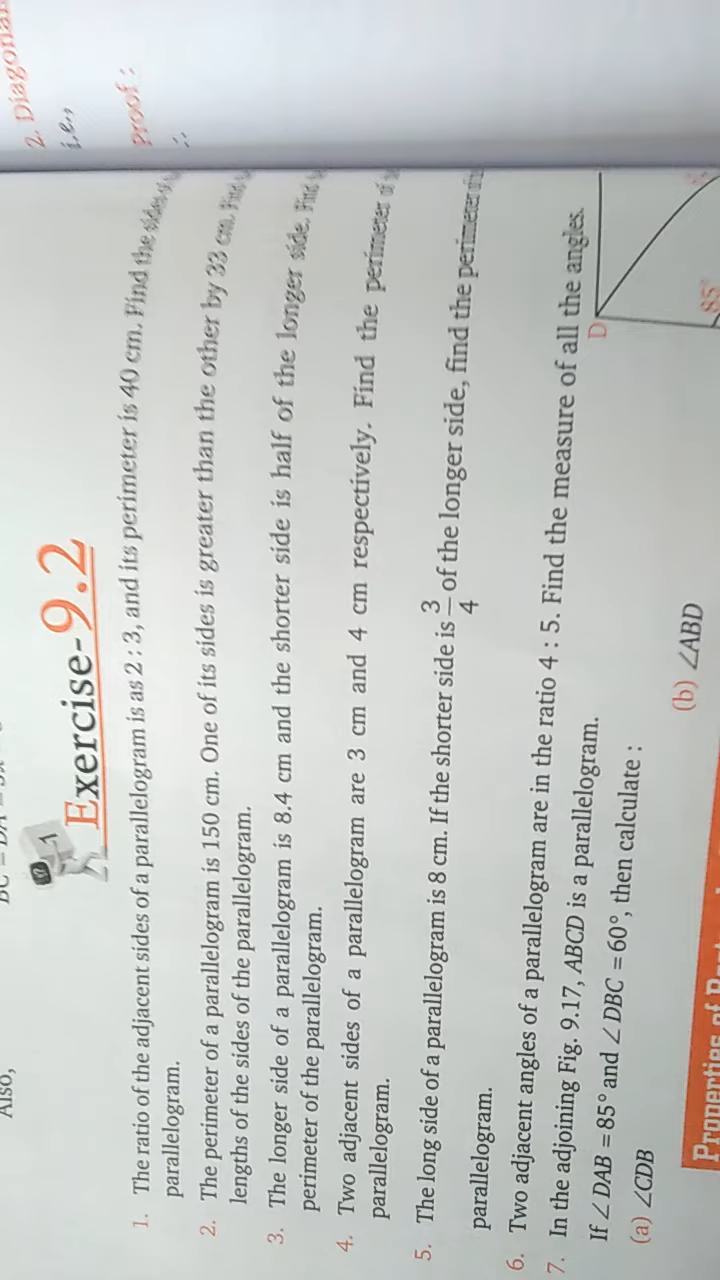 Also,
Exercise-9.2
1. The ratio of the adjacent sides of a parallelogram is as 2 : 3, and its perimeter is 40 cm. Find the sides of
parallelogram.
2. The perimeter of a parallelogram is 150 cm. One of its sides is greater than the other by 33 cm. Find
lengths of the sides of the parallelogram.
3. The longer side of a parallelogram is 8.4 cm and the shorter side is half of the longer side. Find
perimeter of the parallelogram.
4. Two adjacent sides of a parallelogram are 3 cm and 4 cm respectively. Find the perimeter of
parallelogram.
5. The long side of a parallelogram is 8 cm. If the shorter side is 3/4 of the longer side, find the perimeter
parallelogram.
6. Two adjacent angles of a parallelogram are in the ratio 4 : 5. Find the measure of all the angles.
7. In the adjoining Fig. 9.17, ABCD is a parallelogram.
If ∠DAB = 85° and ∠DBC = 60°, then calculate :
(a) ∠CDB (b) ∠ABD
D
85°
Properties of
2. Diagonal
i.e.,
Proof :
∴